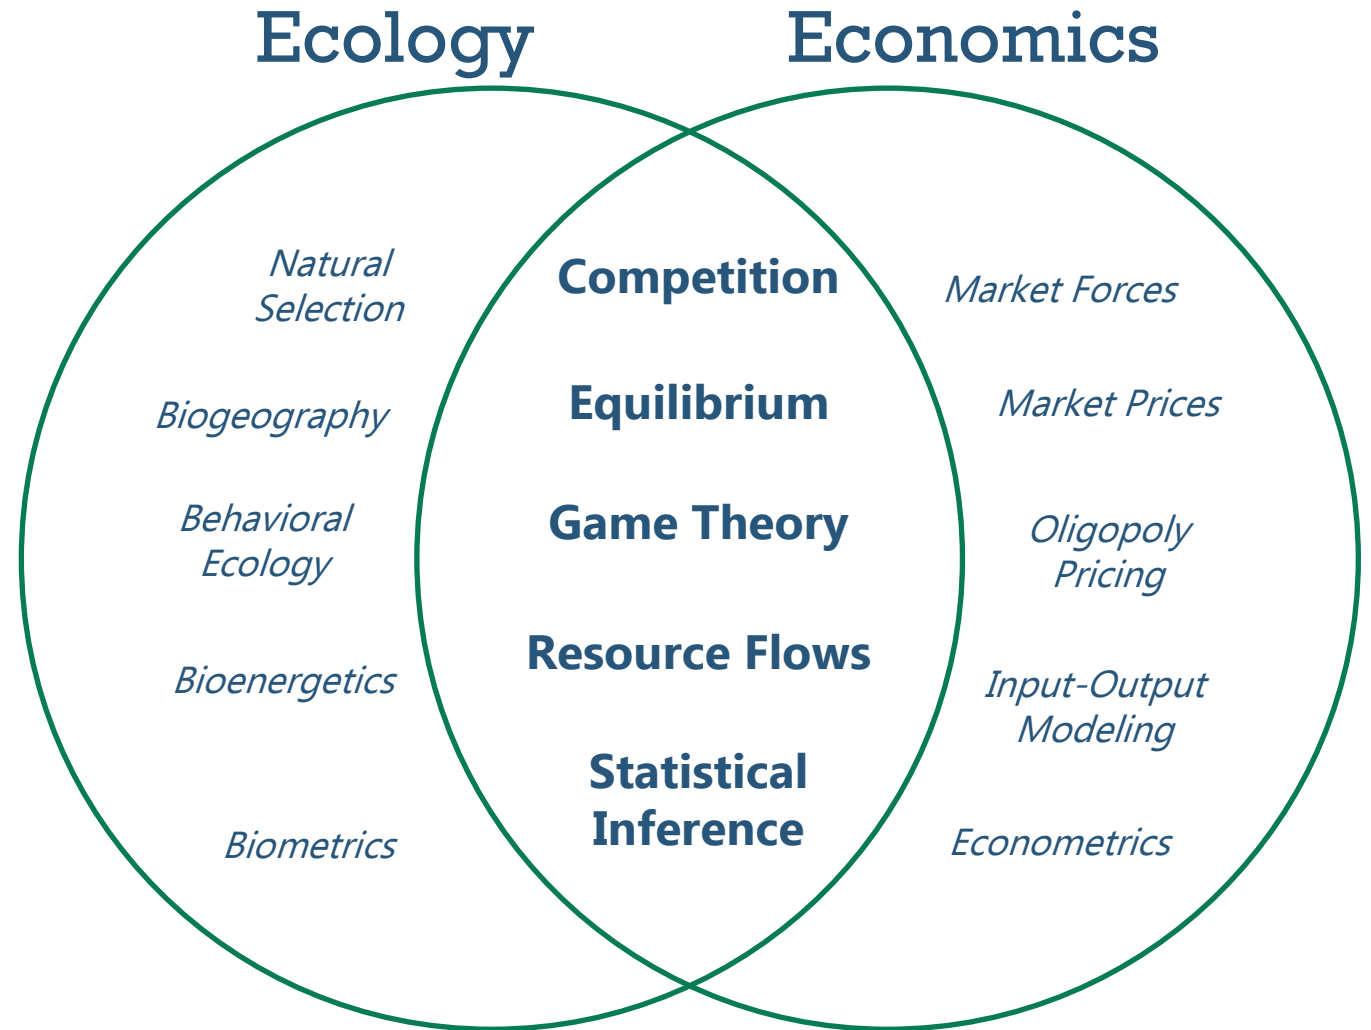 Ecology
Economics
Natural
Selection
Competition
Market Forces
Biogeography
Equilibrium
Market Prices
Behavioral
Ecology
Game Theory
Oligopoly
Pricing
Bioenergetics
Resource Flows
Input-Output
Modeling
Biometrics
Statistical
Inference
Econometrics